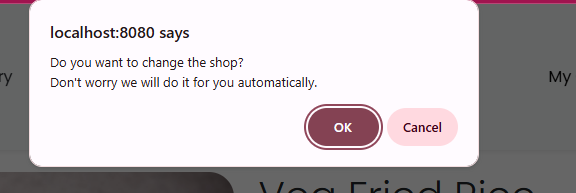 localhost:8080 says
Do you want to change the shop?
Don't worry we will do it for you automatically.
OK
Cancel
ry
My
Veg Fried Rice